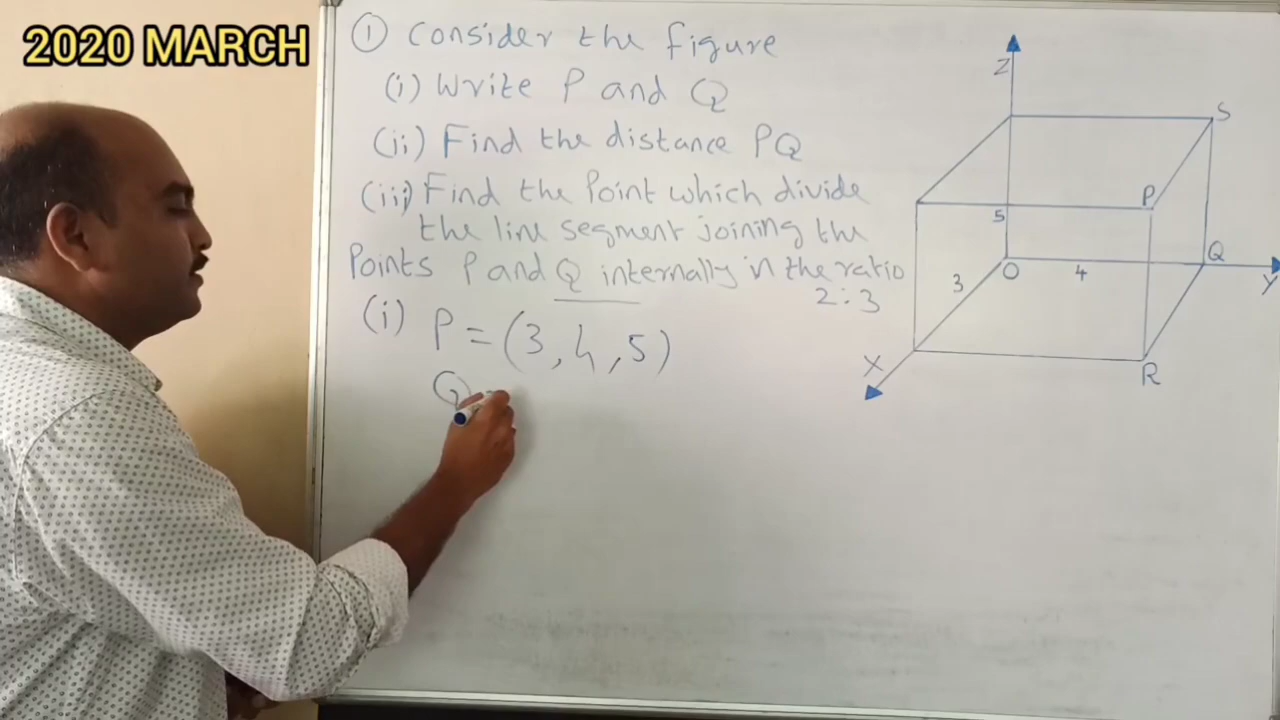 2020 MARCH
① Consider the figure
(i) Write P and Q
(ii) Find the distance PQ
(iii) Find the Point which divide
the line segment joining the
Points P and Q internally in the ratio
2:3
(i) P = (3, 4, 5)
Q =
Z
S
P
5
Q
O
4
Y
3
X
R